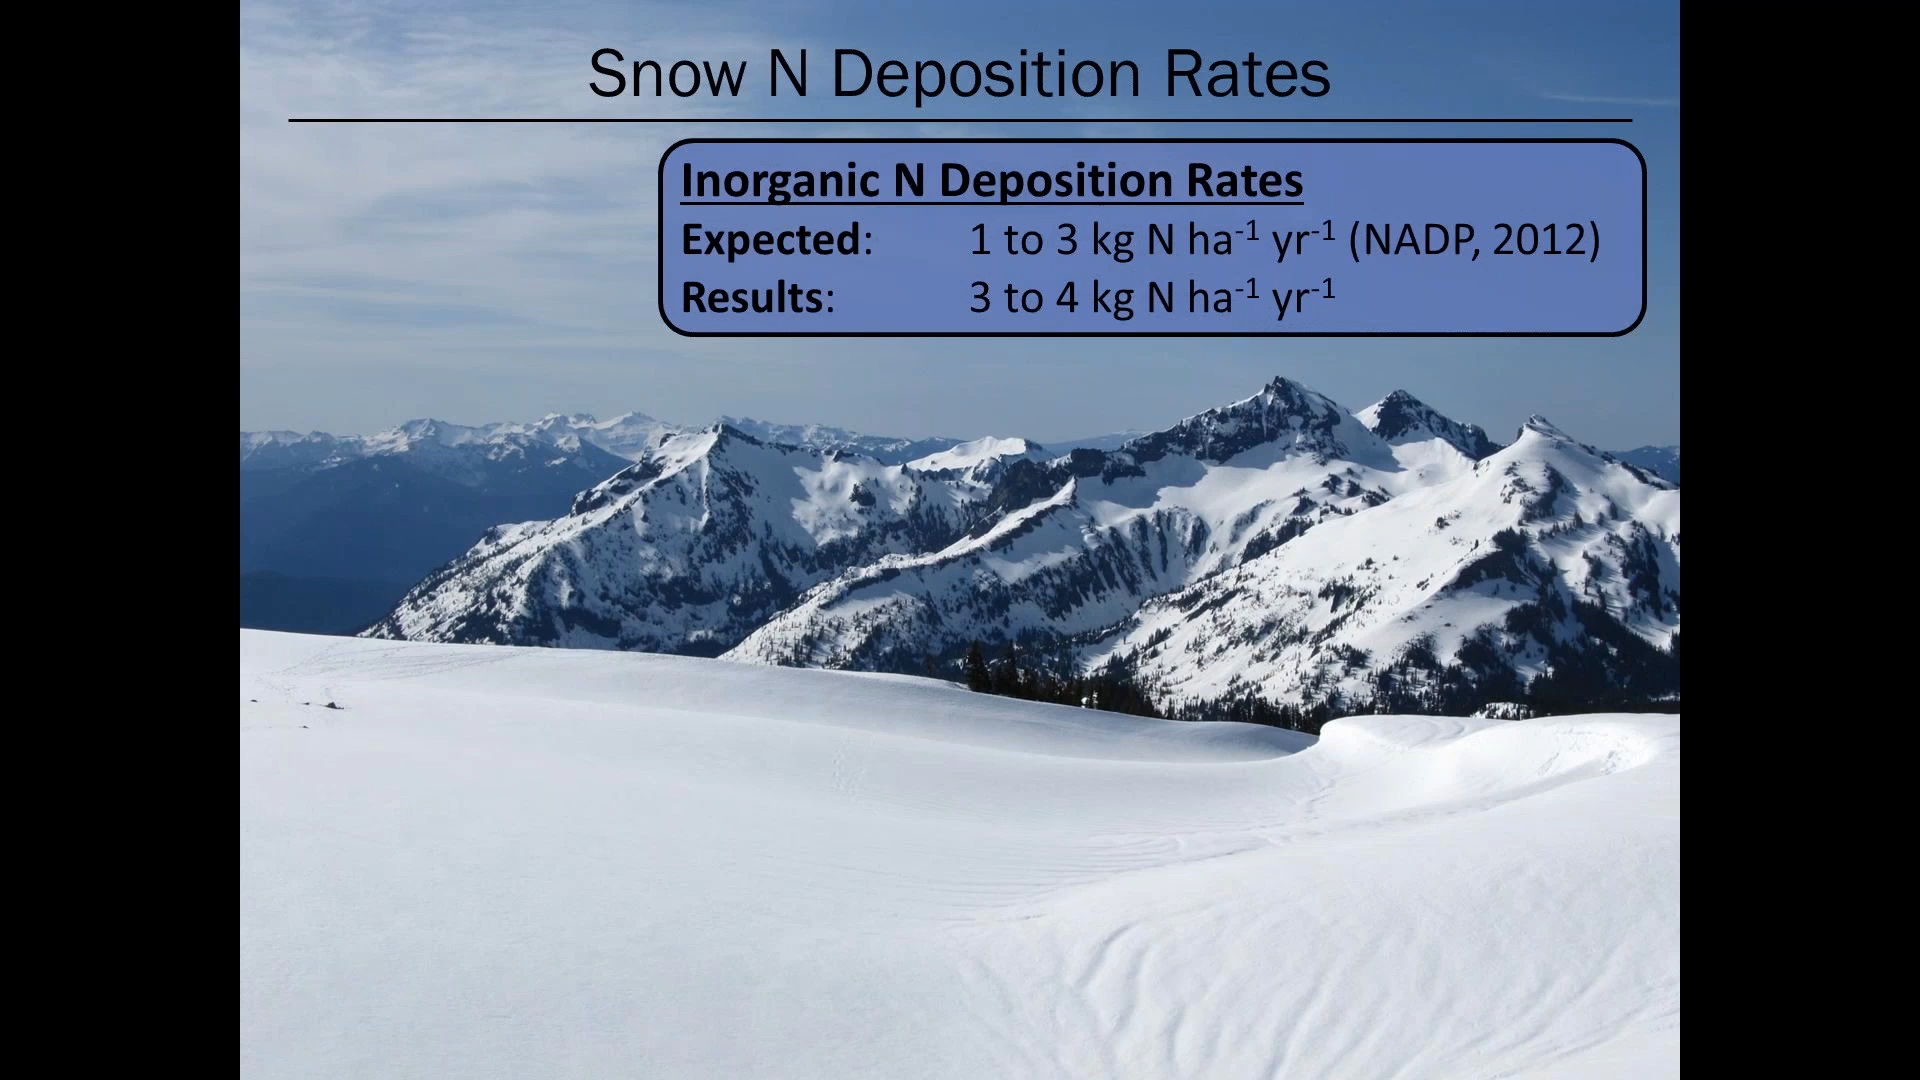 Snow N Deposition Rates
Inorganic N Deposition Rates
Expected: 1 to 3 kg N ha⁻¹ yr⁻¹ (NADP, 2012)
Results: 3 to 4 kg N ha⁻¹ yr⁻¹